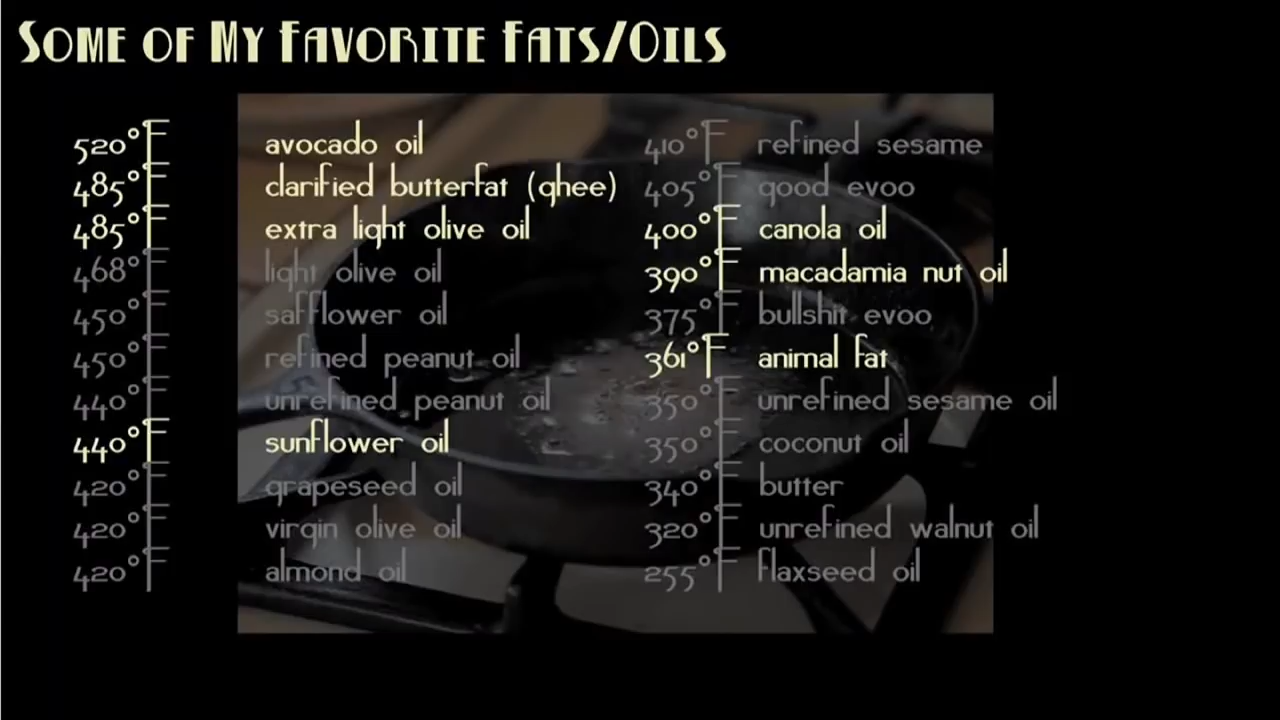 Some of My Favorite Fats/Oils
520°F avocado oil
485°F clarified butterfat (ghee)
485°F extra light olive oil
468°F light olive oil
450°F safflower oil
450°F refined peanut oil
440°F unrefined peanut oil
440°F sunflower oil
420°F grapeseed oil
420°F virgin olive oil
420°F almond oil
410°F refined sesame
405°F good evoo
400°F canola oil
390°F macadamia nut oil
375°F bullshit evoo
361°F animal fat
350°F unrefined sesame oil
350°F coconut oil
340°F butter
320°F unrefined walnut oil
255°F flaxseed oil